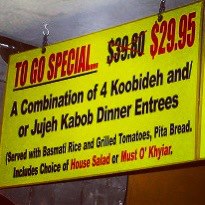 TO GO SPECIAL... $39.80 $29.95
A Combination of 4 Koobideh and/
or Jujeh Kabob Dinner Entrees
(Served with Basmati Rice and Grilled Tomatoes, Pita Bread.
Includes Choice of House Salad or Must O' Khyiar.